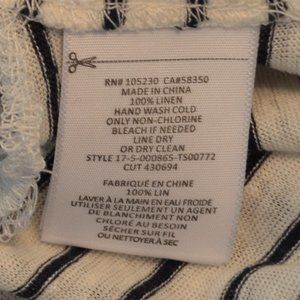 RN# 105230 CA#58350
MADE IN CHINA
100% LINEN
HAND WASH COLD
ONLY NON-CHLORINE
BLEACH IF NEEDED
LINE DRY
OR DRY CLEAN
STYLE 17-S-000865-TS00772
CUT 430694
FABRIQUÉ EN CHINE
100% LIN
LAVER À LA MAIN EN EAU FROIDE
UTILISER SEULEMENT UN AGENT
DE BLANCHIMENT NON
CHLORÉ AU BESOIN
SÉCHER SUR FIL
OU NETTOYER À SEC